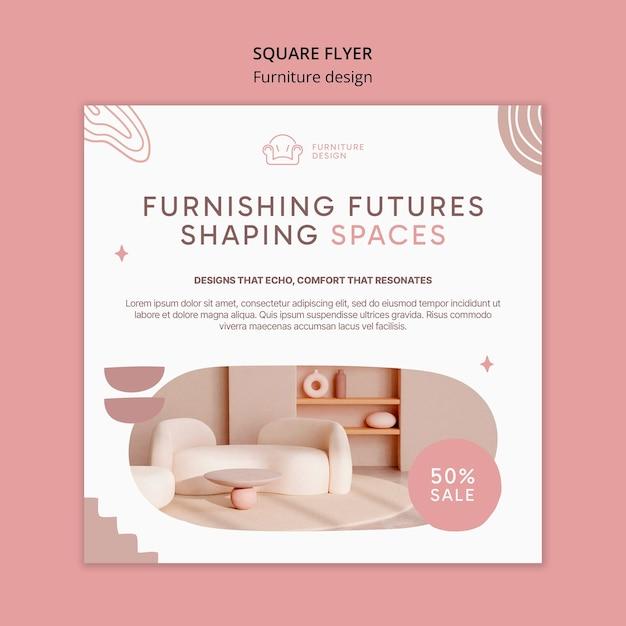 SQUARE FLYER
Furniture design
FURNITURE
DESIGN
FURNISHING FUTURES
SHAPING SPACES
DESIGNS THAT ECHO, COMFORT THAT RESONATES
Lorem ipsum dolor sit amet, consectetur adipiscing elit, sed do eiusmod tempor incididunt ut
labore et dolore magna aliqua. Quis ipsum suspendisse ultrices gravida. Risus commodo
viverra maecenas accumsan lacus vel facilisis.
50%
SALE